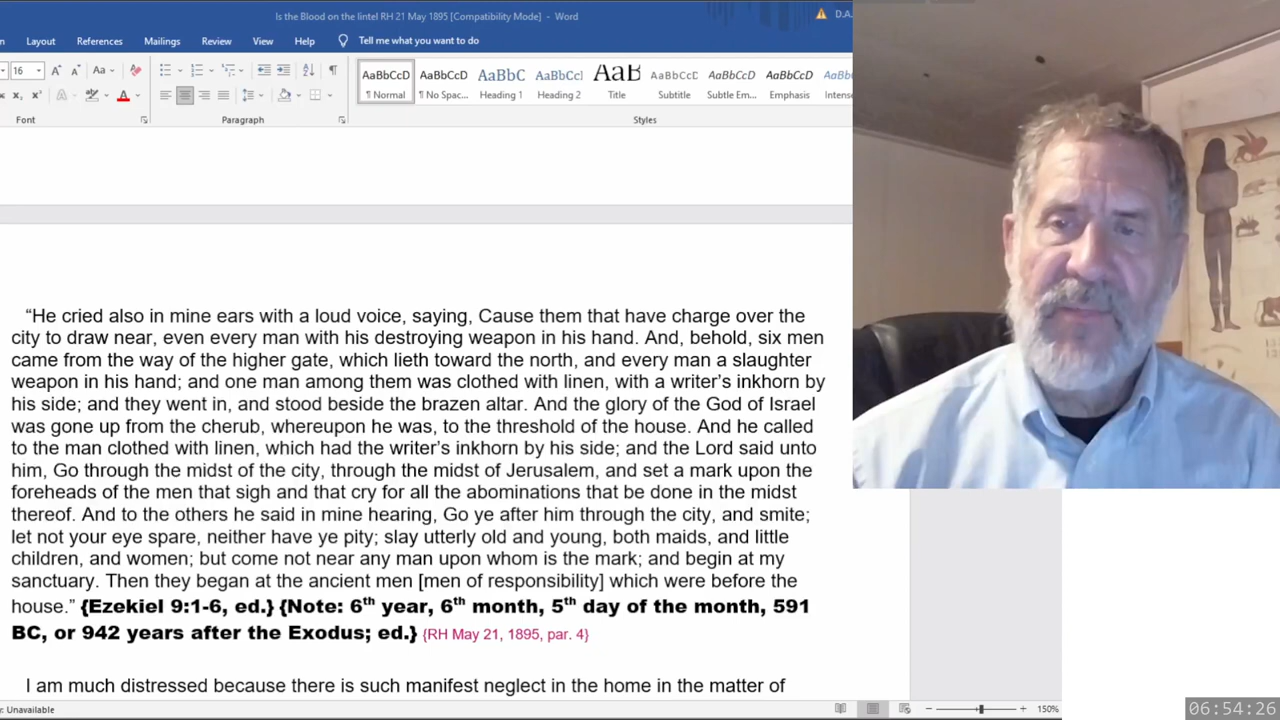 Is the Blood on the lintel RH 21 May 1895 [Compatibility Mode] - Word
D.A.
Layout References Mailings Review View Help Tell me what you want to do
16 Aa
AaBbCcD AaBbCcD AaBbC AaBbCcI AaB AaBbCcD AaBbCcD AaBbCcD AaBb
¶ Normal ¶ No Spac... Heading 1 Heading 2 Title Subtitle Subtle Em... Emphasis Intense
Font Paragraph Styles
“He cried also in mine ears with a loud voice, saying, Cause them that have charge over the
city to draw near, even every man with his destroying weapon in his hand. And, behold, six men
came from the way of the higher gate, which lieth toward the north, and every man a slaughter
weapon in his hand; and one man among them was clothed with linen, with a writer’s inkhorn by
his side; and they went in, and stood beside the brazen altar. And the glory of the God of Israel
was gone up from the cherub, whereupon he was, to the threshold of the house. And he called
to the man clothed with linen, which had the writer’s inkhorn by his side; and the Lord said unto
him, Go through the midst of the city, through the midst of Jerusalem, and set a mark upon the
foreheads of the men that sigh and that cry for all the abominations that be done in the midst
thereof. And to the others he said in mine hearing, Go ye after him through the city, and smite;
let not your eye spare, neither have ye pity; slay utterly old and young, both maids, and little
children, and women; but come not near any man upon whom is the mark; and begin at my
sanctuary. Then they began at the ancient men [men of responsibility] which were before the
house.” {Ezekiel 9:1-6, ed.} {Note: 6th year, 6th month, 5th day of the month, 591
BC, or 942 years after the Exodus; ed.} {RH May 21, 1895, par. 4}
I am much distressed because there is such manifest neglect in the home in the matter of
: Unavailable
150%
06:54:26